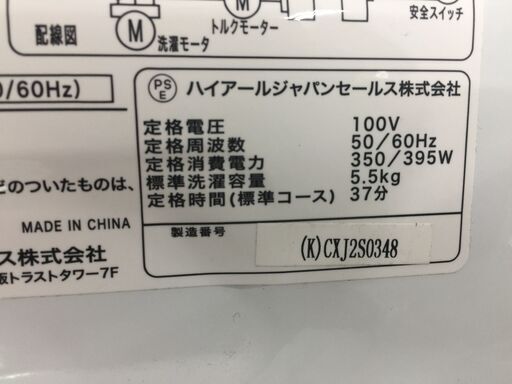 配線図
M
洗濯モータ
M
トルクモーター
安全スイッチ
/60Hz)
PS
E
ハイアールジャパンセールス株式会社
定格電圧 100V
定格周波数 50/60Hz
定格消費電力 350/395W
標準洗濯容量 5.5kg
定格時間(標準コース) 37分
どのついたものは、
MADE IN CHINA
ス株式会社
阪トラストタワー7F
製造番号
(K)CXJ2S0348